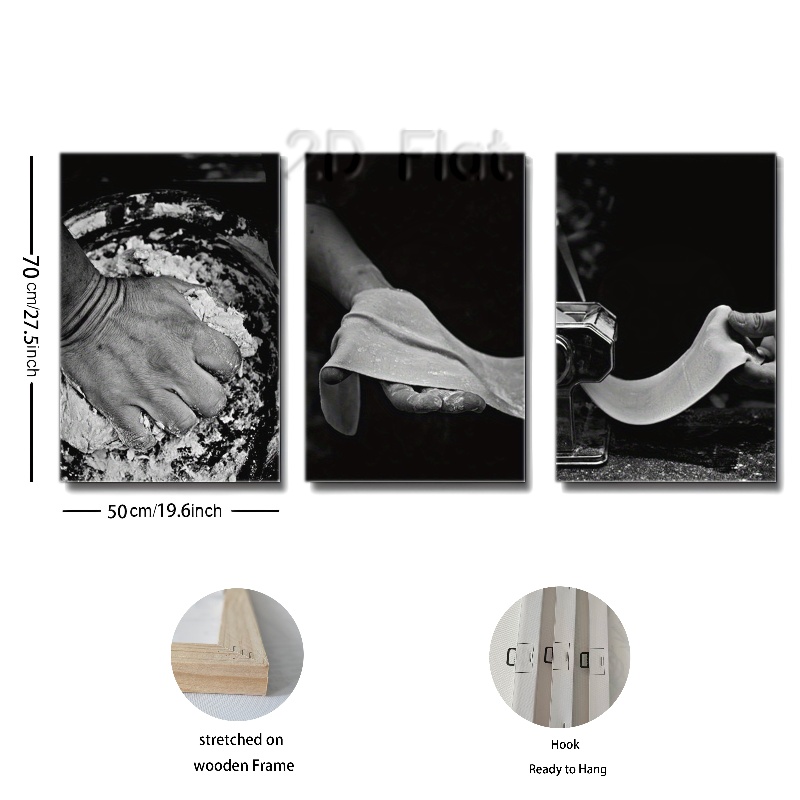 2D Flat
70 cm/27.5inch
50cm/19.6inch
stretched on
wooden Frame
Hook
Ready to Hang